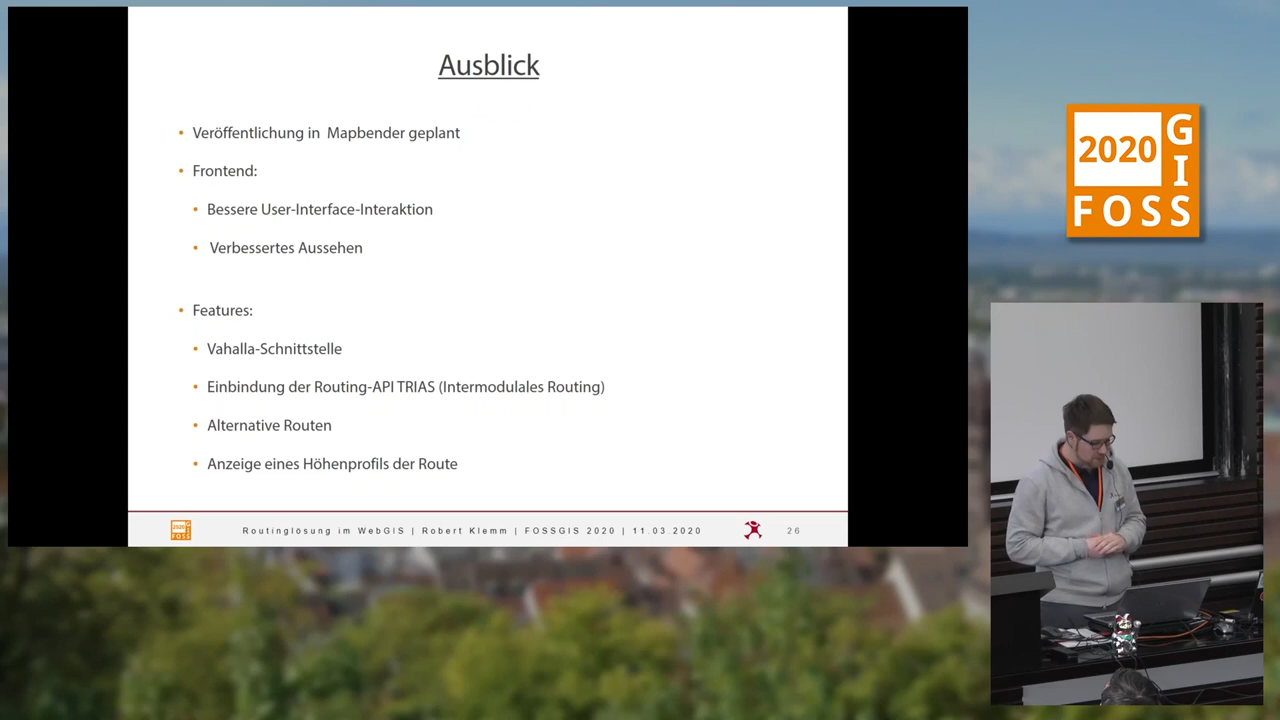 Ausblick
• Veröffentlichung in Mapbender geplant
• Frontend:
• Bessere User-Interface-Interaktion
• Verbessertes Aussehen
• Features:
• Vahalla-Schnittstelle
• Einbindung der Routing-API TRIAS (Intermodulales Routing)
• Alternative Routen
• Anzeige eines Höhenprofils der Route
Routinglösung im WebGIS | Robert Klemm | FOSSGIS 2020 | 11.03.2020
26
2020
G
I
FOSS